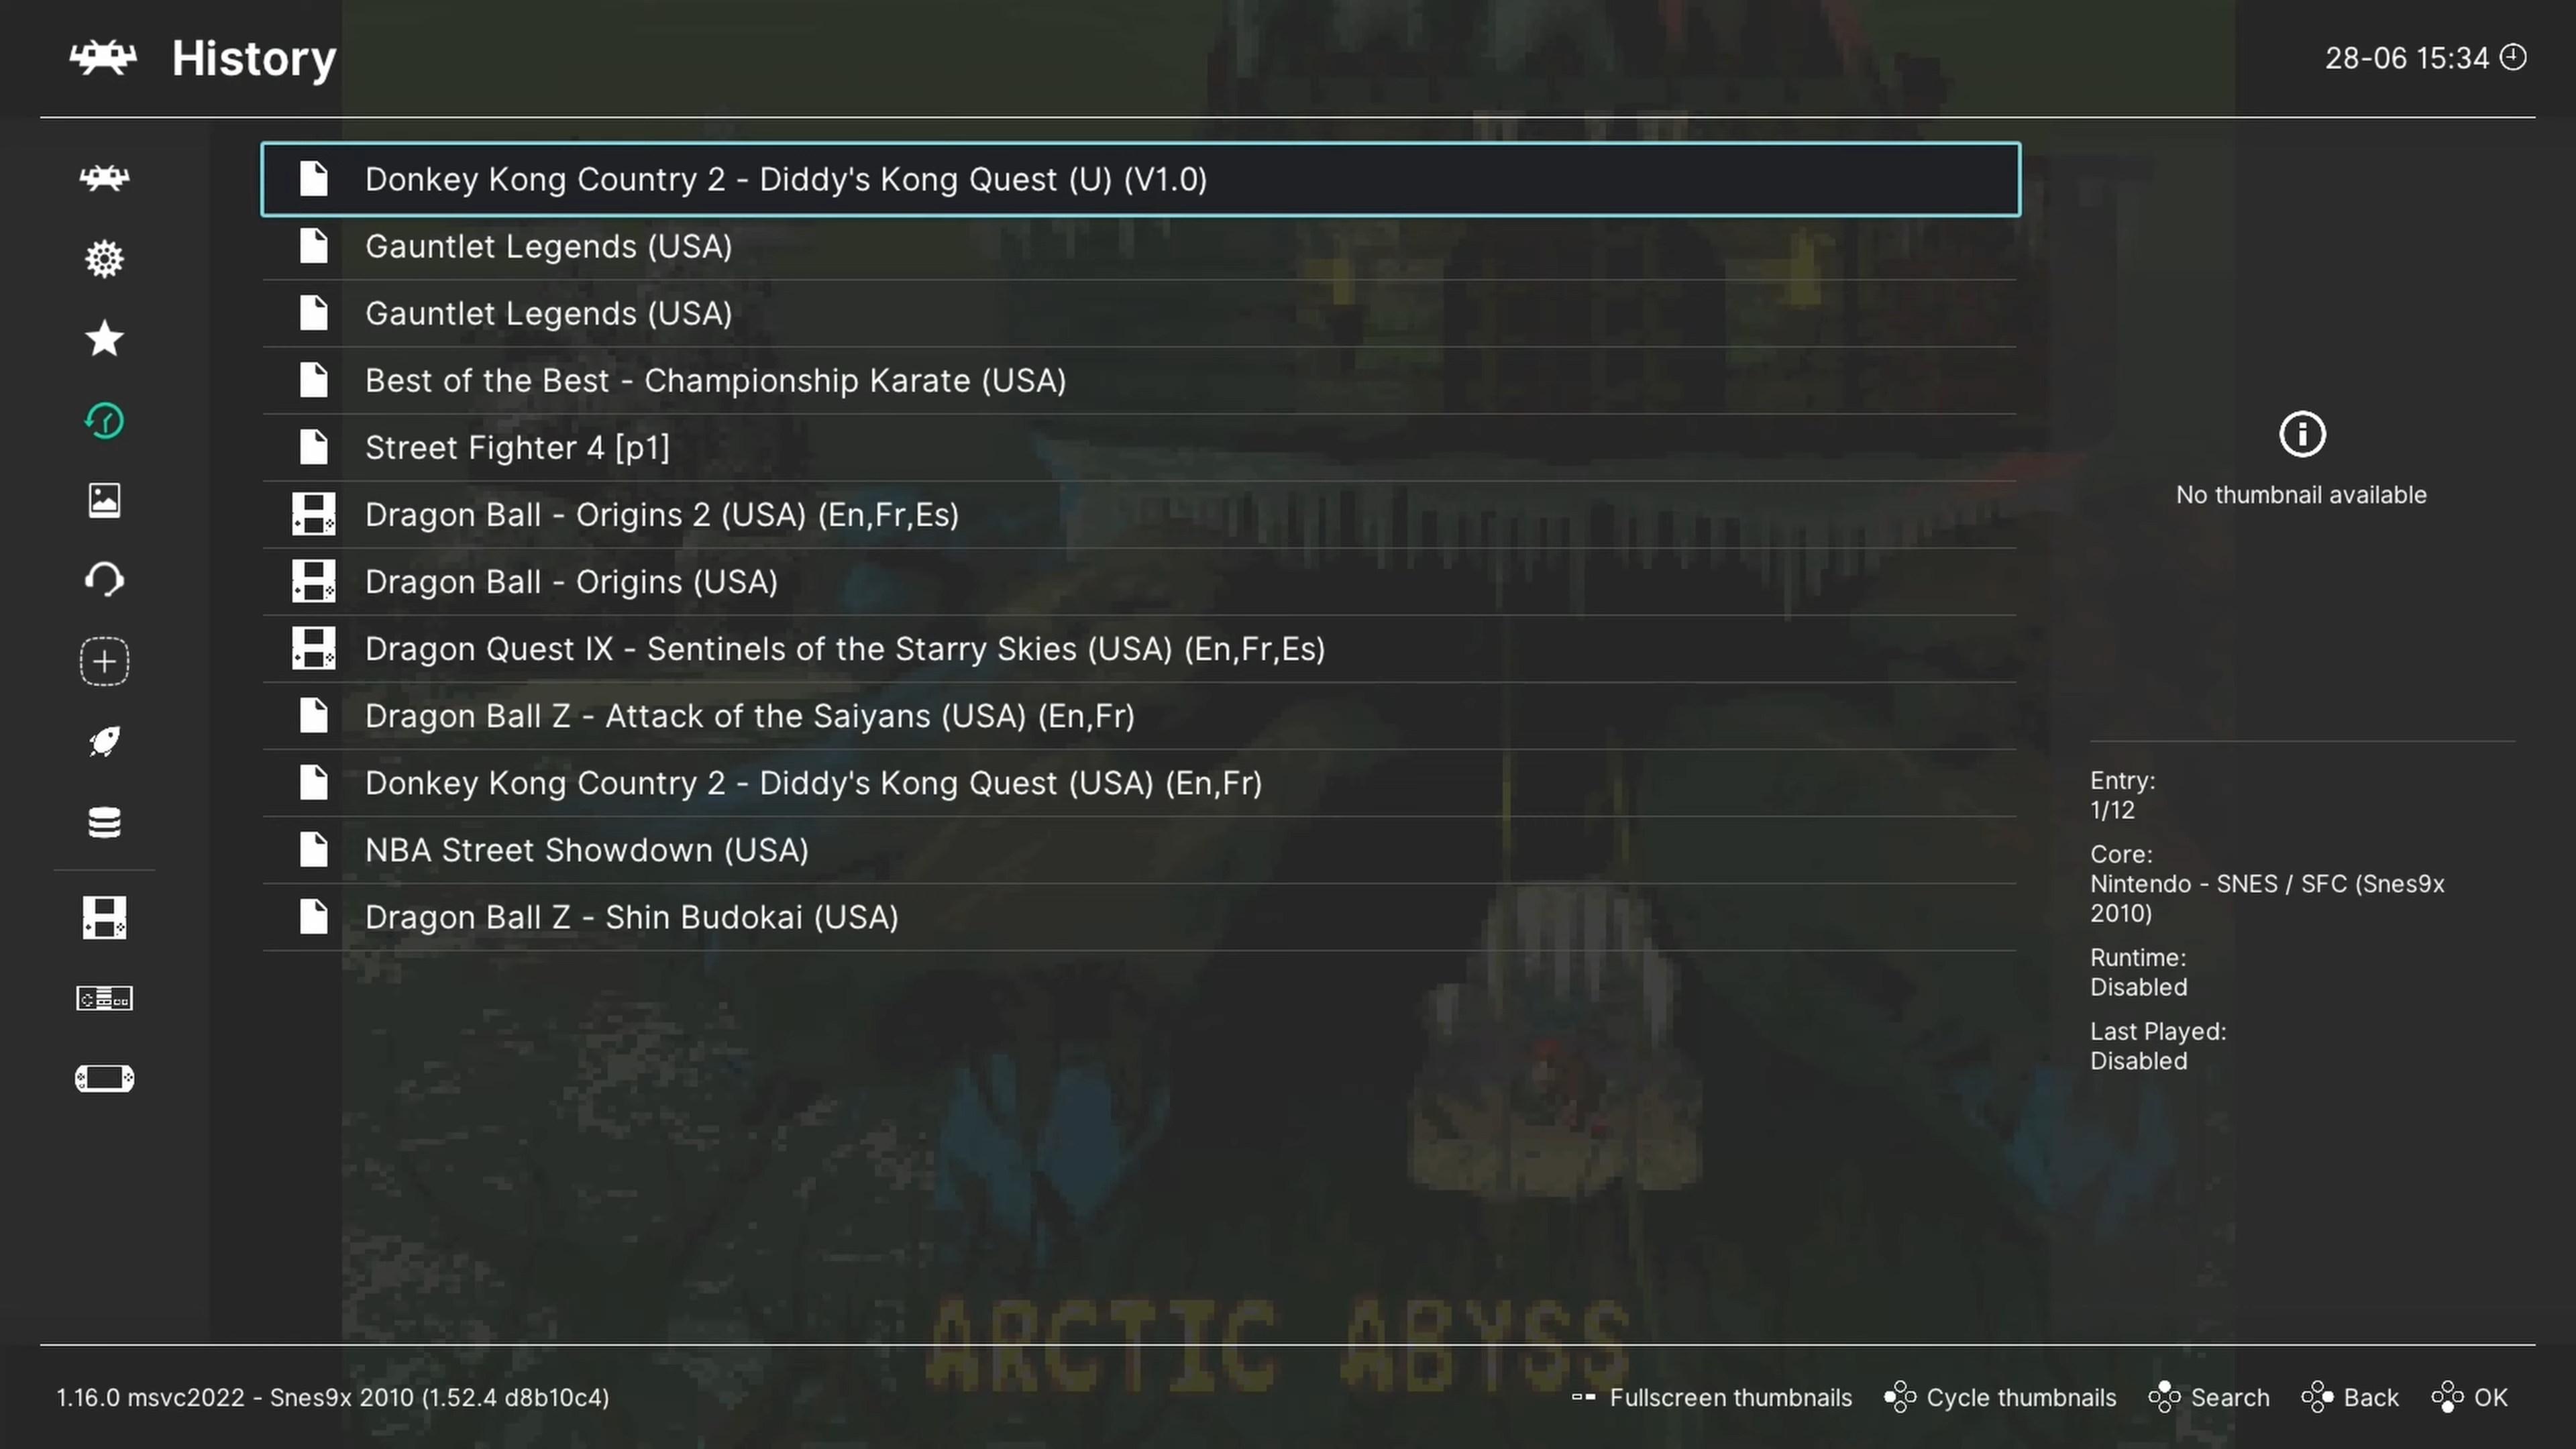 History
28-06 15:34
Donkey Kong Country 2 - Diddy's Kong Quest (U) (V1.0)
Gauntlet Legends (USA)
Gauntlet Legends (USA)
Best of the Best - Championship Karate (USA)
Street Fighter 4 [p1]
Dragon Ball - Origins 2 (USA) (En,Fr,Es)
Dragon Ball - Origins (USA)
Dragon Quest IX - Sentinels of the Starry Skies (USA) (En,Fr,Es)
Dragon Ball Z - Attack of the Saiyans (USA) (En,Fr)
Donkey Kong Country 2 - Diddy's Kong Quest (USA) (En,Fr)
NBA Street Showdown (USA)
Dragon Ball Z - Shin Budokai (USA)
No thumbnail available
Entry:
1/12
Core:
Nintendo - SNES / SFC (Snes9x
2010)
Runtime:
Disabled
Last Played:
Disabled
ARCTIC ABYSS
1.16.0 msvc2022 - Snes9x 2010 (1.52.4 d8b10c4)
Fullscreen thumbnails Cycle thumbnails Search Back OK